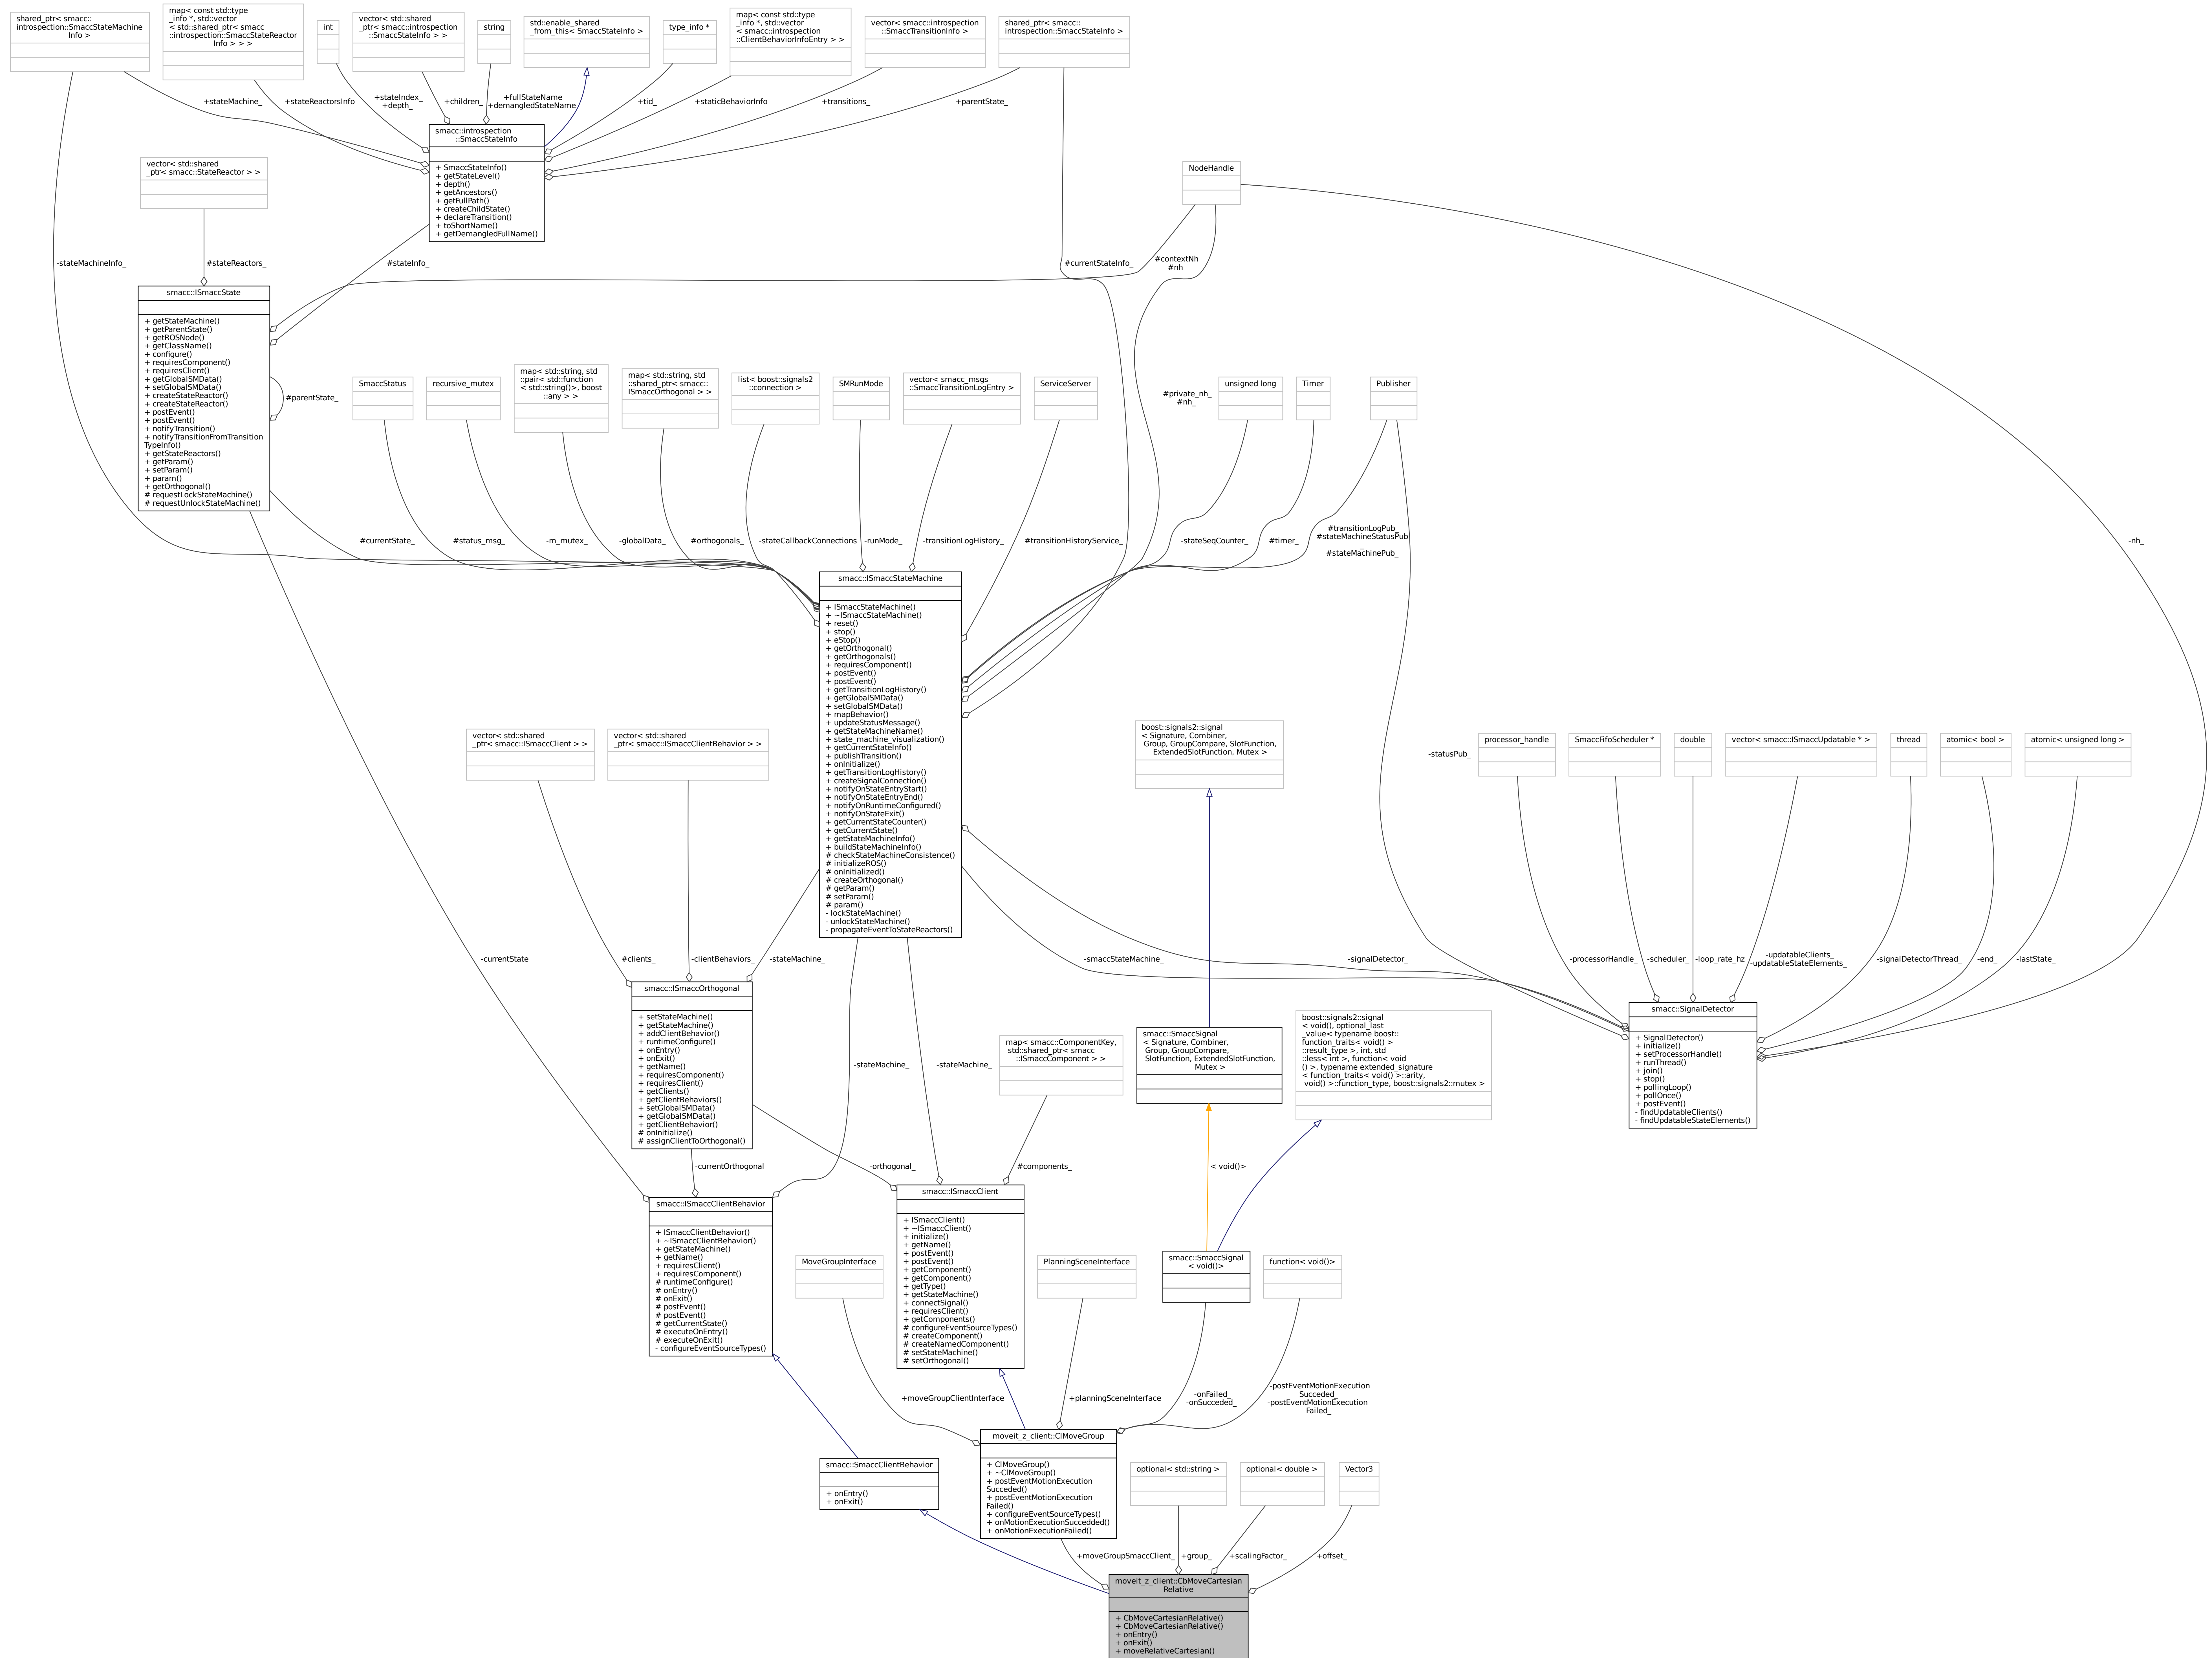 shared_ptr< smacc::
introspection::SmaccStateMachine
Info >
map< const std::type
_info *, std::vector
< std::shared_ptr< smacc
::introspection::SmaccStateReactor
Info > > >
int
vector< std::shared
_ptr< smacc::introspection
::SmaccStateInfo > >
string
std::enable_shared
_from_this< SmaccStateInfo >
type_info *
map< const std::type
_info *, std::vector
< smacc::introspection
::ClientBehaviorInfoEntry > >
vector< smacc::introspection
::SmaccTransitionInfo >
shared_ptr< smacc::
introspection::SmaccStateInfo >
+stateMachine_
+stateReactorsInfo
+stateIndex_
+depth_
+children_
+fullStateName
+demangledStateName
+tid_
+staticBehaviorInfo
+transitions_
+parentState_
smacc::introspection
::SmaccStateInfo
+ SmaccStateInfo()
+ getStateLevel()
+ depth()
+ getAncestors()
+ getFullPath()
+ createChildState()
+ declareTransition()
+ toShortName()
+ getDemangledFullName()
vector< std::shared
_ptr< smacc::StateReactor > >
NodeHandle
-stateMachineInfo_
#stateReactors_
#stateInfo_
#currentStateInfo_
#contextNh
#nh
smacc::ISmaccState
+ getStateMachine()
+ getParentState()
+ getROSNode()
+ getClassName()
+ configure()
+ requiresComponent()
+ requiresClient()
+ getGlobalSMData()
+ setGlobalSMData()
+ createStateReactor()
+ createStateReactor()
+ postEvent()
+ postEvent()
+ notifyTransition()
+ notifyTransitionFromTransition
TypeInfo()
+ getStateReactors()
+ getParam()
+ setParam()
+ param()
+ getOrthogonal()
# requestLockStateMachine()
# requestUnlockStateMachine()
#parentState_
SmaccStatus
recursive_mutex
map< std::string, std
::pair< std::function
< std::string()>, boost
::any > >
map< std::string, std
::shared_ptr< smacc::
ISmaccOrthogonal > >
list< boost::signals2
::connection >
SMRunMode
vector< smacc_msgs
::SmaccTransitionLogEntry >
ServiceServer
#private_nh_
#nh_
unsigned long
Timer
Publisher
#currentState_
#status_msg_
-m_mutex_
-globalData_
#orthogonals_
-stateCallbackConnections
-runMode_
-transitionLogHistory_
#transitionHistoryService_
-stateSeqCounter_
#timer_
#transitionLogPub_
#stateMachineStatusPub
_
#stateMachinePub_
-nh_
smacc::ISmaccStateMachine
+ ISmaccStateMachine()
+ ~ISmaccStateMachine()
+ reset()
+ stop()
+ eStop()
+ getOrthogonal()
+ getOrthogonals()
+ requiresComponent()
+ postEvent()
+ postEvent()
+ getTransitionLogHistory()
+ getGlobalSMData()
+ setGlobalSMData()
+ mapBehavior()
+ updateStatusMessage()
+ getStateMachineName()
+ state_machine_visualization()
+ getCurrentStateInfo()
+ publishTransition()
+ onInitialize()
+ getTransitionLogHistory()
+ createSignalConnection()
+ notifyOnStateEntryStart()
+ notifyOnStateEntryEnd()
+ notifyOnRuntimeConfigured()
+ notifyOnStateExit()
+ getCurrentStateCounter()
+ getCurrentState()
+ getStateMachineInfo()
+ buildStateMachineInfo()
# checkStateMachineConsistence()
# initializeROS()
# onInitialized()
# createOrthogonal()
# getParam()
# setParam()
# param()
- lockStateMachine()
- unlockStateMachine()
- propagateEventToStateReactors()
vector< std::shared
_ptr< smacc::ISmaccClient > >
vector< std::shared
_ptr< smacc::ISmaccClientBehavior > >
boost::signals2::signal
< Signature, Combiner,
Group, GroupCompare, SlotFunction,
ExtendedSlotFunction, Mutex >
-statusPub_
processor_handle
SmaccFifoScheduler *
double
vector< smacc::ISmaccUpdatable * >
thread
atomic< bool >
atomic< unsigned long >
-currentState
#clients_
-clientBehaviors_
-stateMachine_
-smaccStateMachine_
-signalDetector_
-processorHandle_
-scheduler_
-loop_rate_hz
-updatableClients_
-updatableStateElements_
-signalDetectorThread_
-end_
-lastState_
smacc::ISmaccOrthogonal
+ setStateMachine()
+ getStateMachine()
+ addClientBehavior()
+ runtimeConfigure()
+ onEntry()
+ onExit()
+ getName()
+ requiresComponent()
+ requiresClient()
+ getClients()
+ getClientBehaviors()
+ setGlobalSMData()
+ getGlobalSMData()
+ getClientBehavior()
# onInitialize()
# assignClientToOrthogonal()
-stateMachine_
-stateMachine_
map< smacc::ComponentKey,
std::shared_ptr< smacc
::ISmaccComponent > >
smacc::SmaccSignal
< Signature, Combiner,
Group, GroupCompare,
SlotFunction, ExtendedSlotFunction,
Mutex >
boost::signals2::signal
< void(), optional_last
_value< typename boost::
function_traits< void() >
::result_type >, int, std
::less< int >, function< void
() >, typename extended_signature
< function_traits< void() >::arity,
void() >::function_type, boost::signals2::mutex >
smacc::SignalDetector
+ SignalDetector()
+ initialize()
+ setProcessorHandle()
+ runThread()
+ join()
+ stop()
+ pollingLoop()
+ pollOnce()
+ postEvent()
- findUpdatableClients()
- findUpdatableStateElements()
-currentOrthogonal
-orthogonal_
#components_
< void()>
smacc::ISmaccClientBehavior
+ ISmaccClientBehavior()
+ ~ISmaccClientBehavior()
+ getStateMachine()
+ getName()
+ requiresClient()
+ requiresComponent()
# runtimeConfigure()
# onEntry()
# onExit()
# postEvent()
# postEvent()
# getCurrentState()
# executeOnEntry()
# executeOnExit()
- configureEventSourceTypes()
MoveGroupInterface
smacc::ISmaccClient
+ ISmaccClient()
+ ~ISmaccClient()
+ initialize()
+ getName()
+ postEvent()
+ postEvent()
+ getComponent()
+ getComponent()
+ getType()
+ getStateMachine()
+ connectSignal()
+ requiresClient()
+ getComponents()
# configureEventSourceTypes()
# createComponent()
# createNamedComponent()
# setStateMachine()
# setOrthogonal()
PlanningSceneInterface
smacc::SmaccSignal
< void()>
function< void()>
+moveGroupClientInterface
+planningSceneInterface
-onFailed_
-onSucceded_
-postEventMotionExecution
Succeded_
-postEventMotionExecution
Failed_
smacc::SmaccClientBehavior
+ onEntry()
+ onExit()
moveit_z_client::ClMoveGroup
+ ClMoveGroup()
+ ~ClMoveGroup()
+ postEventMotionExecution
Succeded()
+ postEventMotionExecution
Failed()
+ configureEventSourceTypes()
+ onMotionExecutionSuccedded()
+ onMotionExecutionFailed()
optional< std::string >
optional< double >
Vector3
+moveGroupSmaccClient_
+group_
+scalingFactor_
+offset_
moveit_z_client::CbMoveCartesian
Relative
+ CbMoveCartesianRelative()
+ CbMoveCartesianRelative()
+ onEntry()
+ onExit()
+ moveRelativeCartesian()